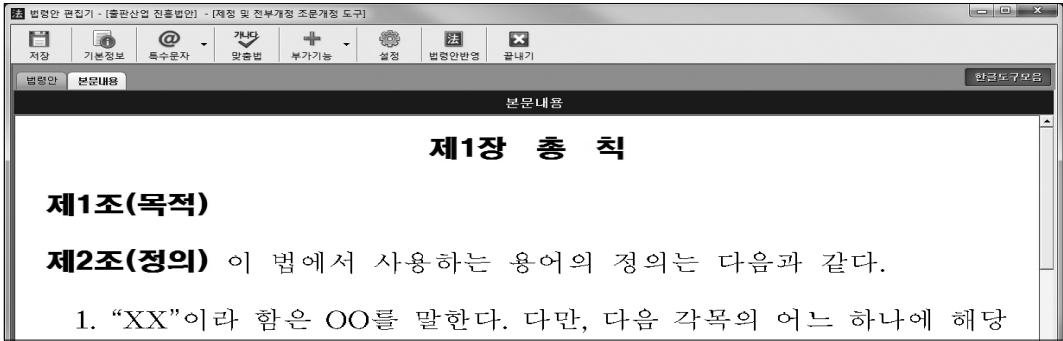 법령안 편집기 - [출판산업 진흥법안] - [제정 및 전부개정 조문개정 도구]
저장 기본정보 특수문자 맞춤법 부가기능 설정 법령안반영 끝내기
법령안 본문내용 한글도구모음
본문내용
제1장 총 칙
제1조(목적)
제2조(정의) 이 법에서 사용하는 용어의 정의는 다음과 같다.
1. “XX”이라 함은 OO를 말한다. 다만, 다음 각목의 어느 하나에 해당